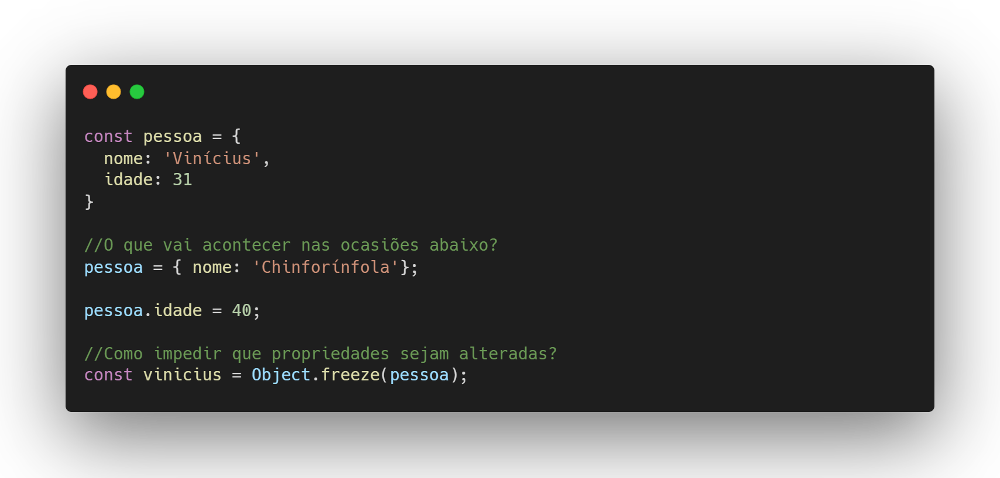 const pessoa = {
  nome: 'Vinícius',
  idade: 31
}
//O que vai acontecer nas ocasiões abaixo?
pessoa = { nome: 'Chinforínfola'};
pessoa.idade = 40;
//Como impedir que propriedades sejam alteradas?
const vinicius = Object.freeze(pessoa);